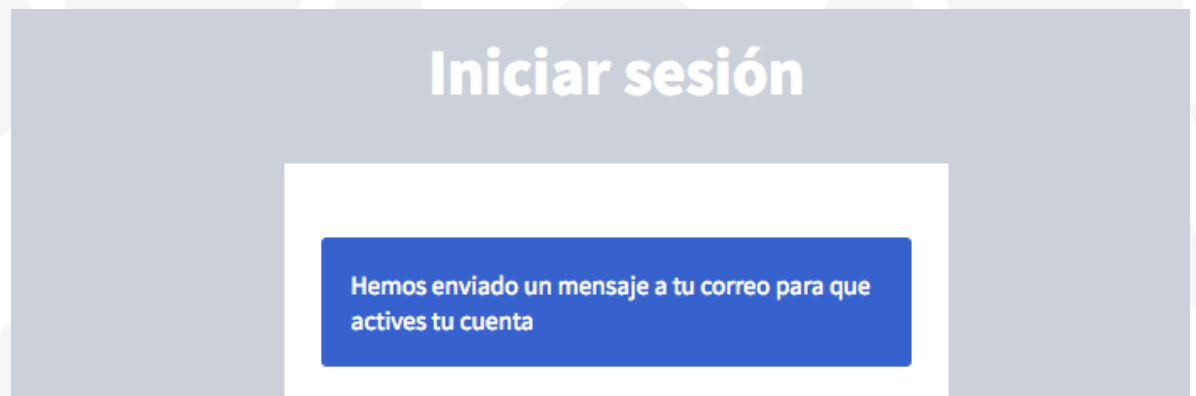 Iniciar sesión
Hemos enviado un mensaje a tu correo para que
actives tu cuenta